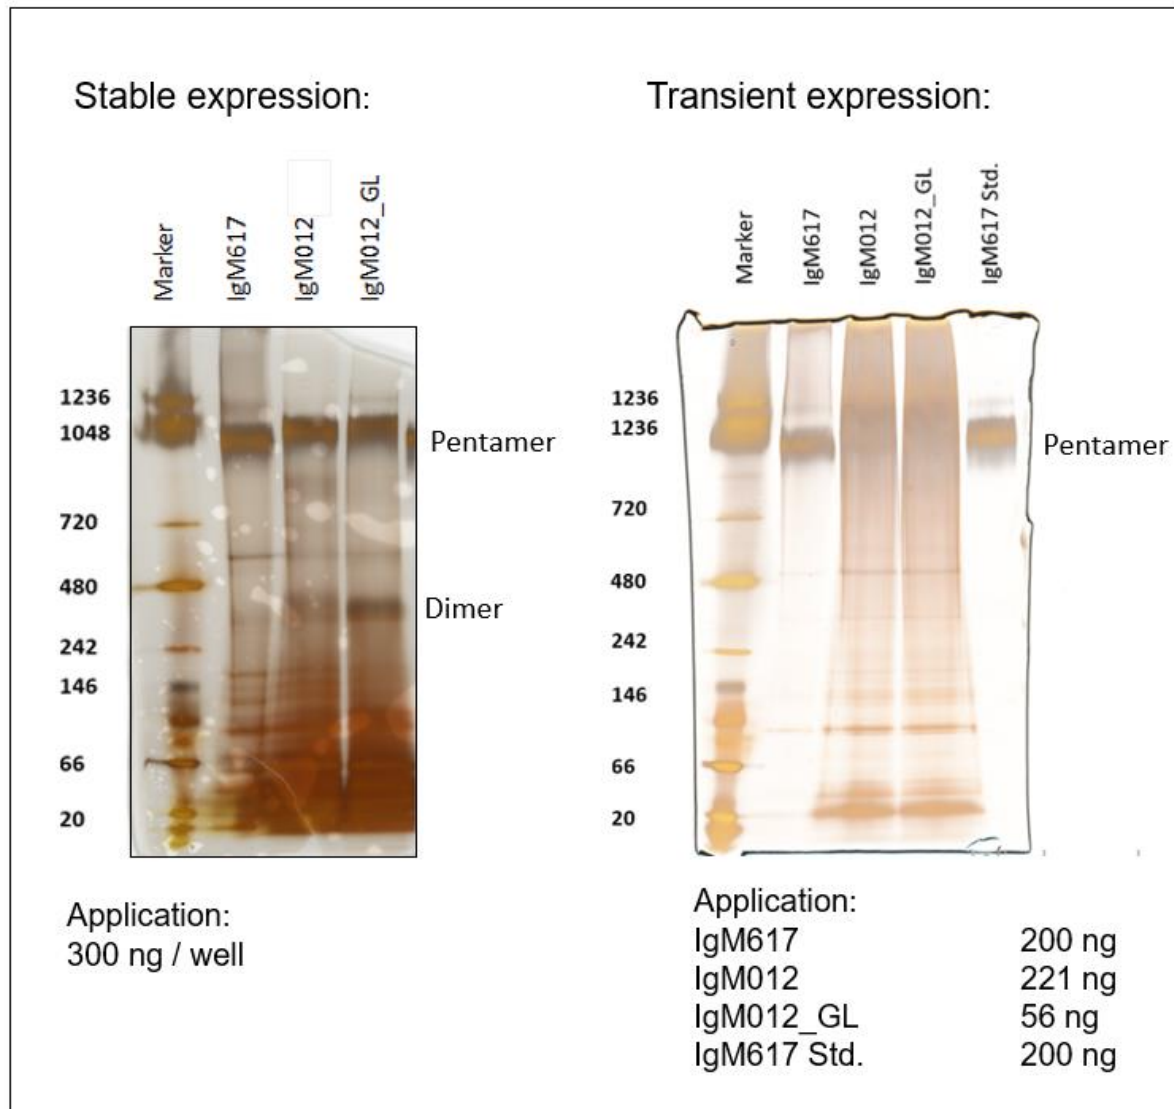 Stable expression:
Marker
IgM617
IgM012
IgM012_GL
1236
1048
720
480
242
146
66
20
Pentamer
Dimer
Application:
300 ng / well
Transient expression:
Marker
IgM617
IgM012
IgM012_GL
IgM617 Std.
1236
1236
720
480
242
146
66
20
Pentamer
Application:
IgM617 200 ng
IgM012 221 ng
IgM012_GL 56 ng
IgM617 Std. 200 ng